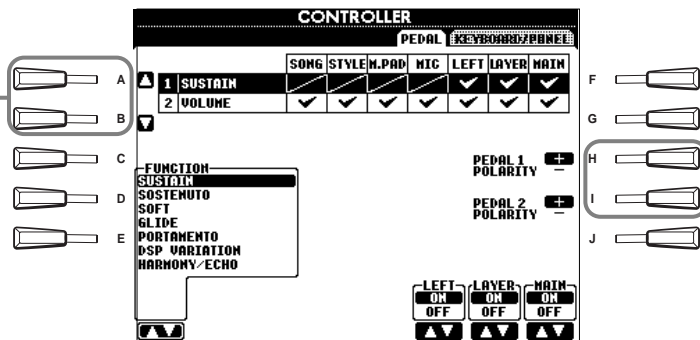 CONTROLLER
PEDAL KEYBOARD/PANEL
SONG STYLE M.PAD MIC LEFT LAYER MAIN
1 SUSTAIN
2 VOLUME
A
B
C
D
E
F
G
H
I
J
FUNCTION
SUSTAIN
SOSTENUTO
SOFT
GLIDE
PORTAMENTO
DSP VARIATION
HARMONY/ECHO
PEDAL 1 +
POLARITY −
PEDAL 2 +
POLARITY −
LEFT LAYER MAIN
ON ON ON
OFF OFF OFF